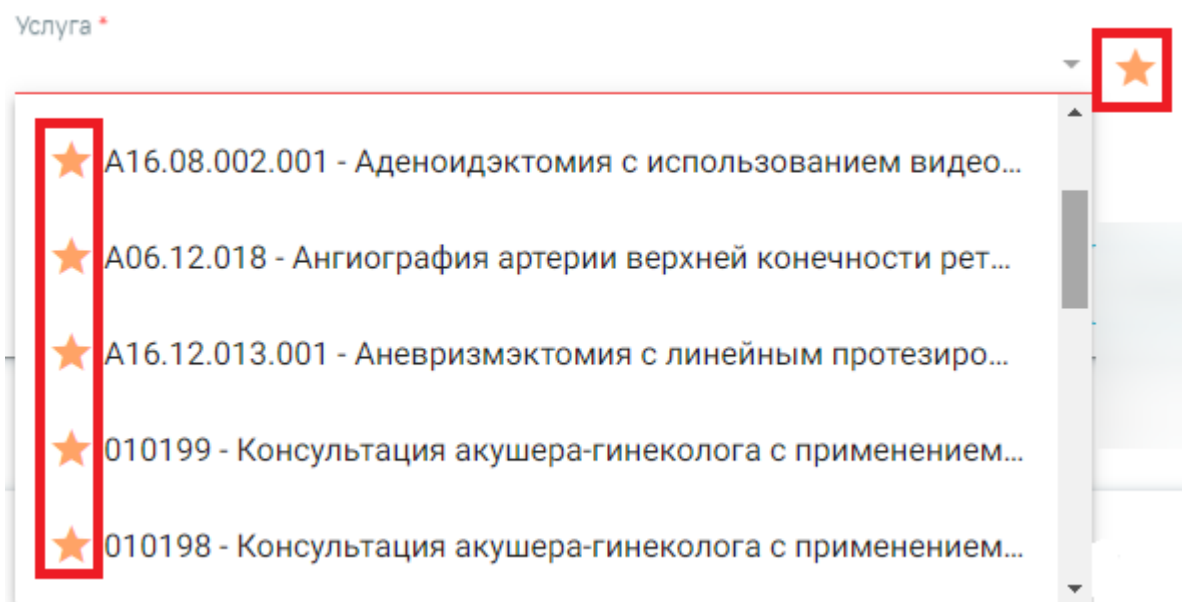 Услуга *
A16.08.002.001 - Аденоидэктомия с использованием видео...
A06.12.018 - Ангиография артерии верхней конечности рет...
A16.12.013.001 - Аневризмэктомия с линейным протезиро...
010199 - Консультация акушера-гинеколога с применением...
010198 - Консультация акушера-гинеколога с применением...